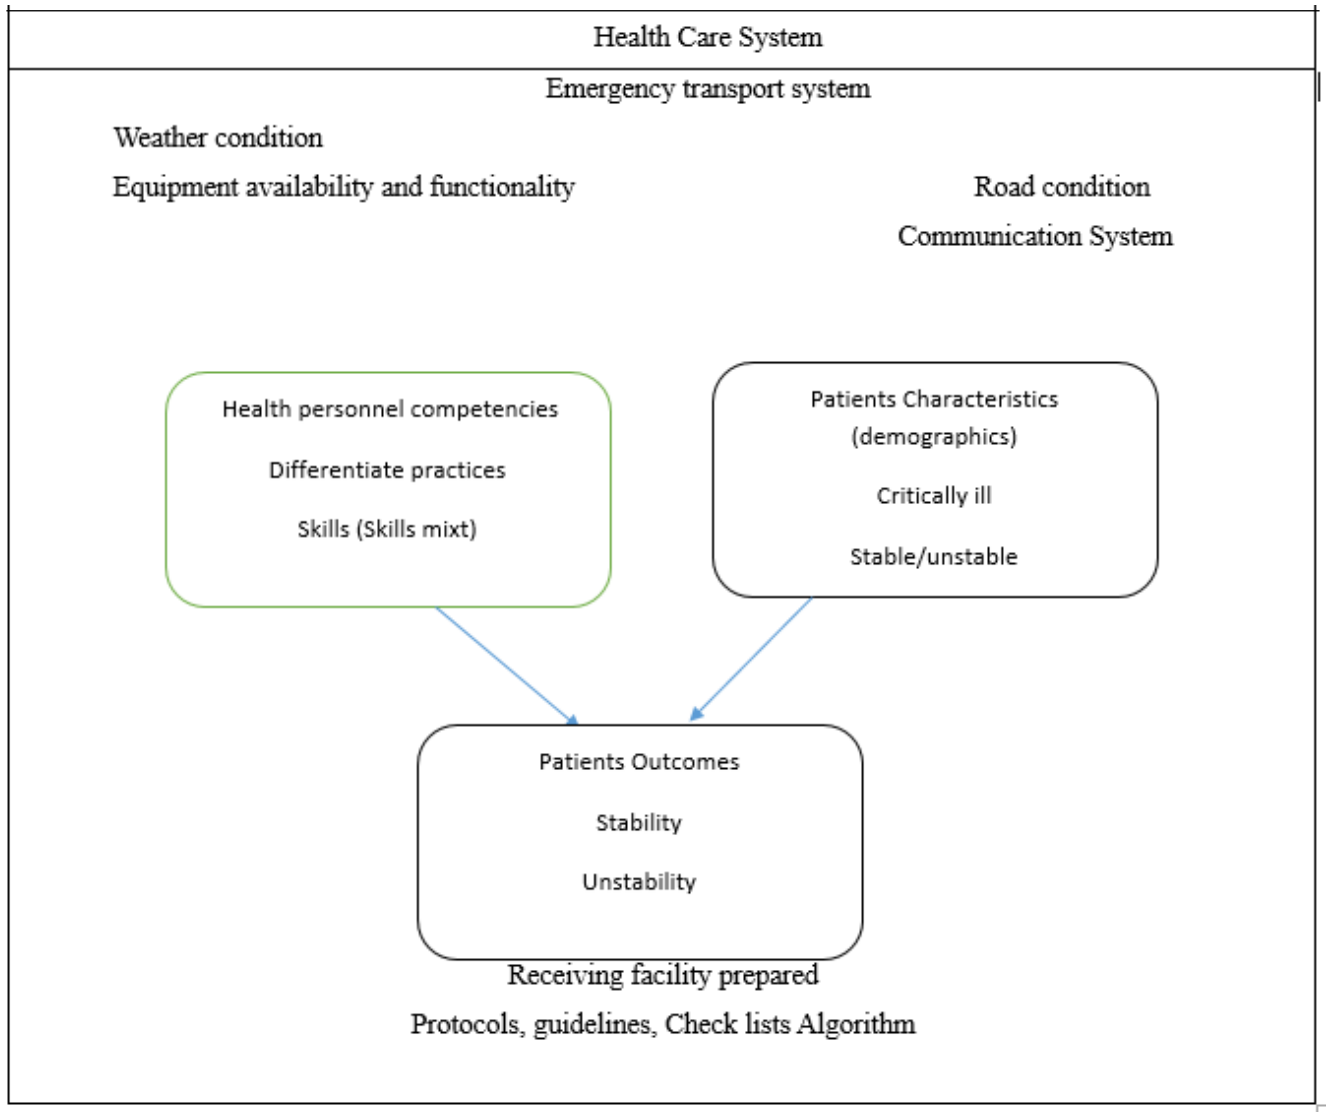 Health Care System
Emergency transport system
Weather condition
Equipment availability and functionality
Road condition
Communication System
Health personnel competencies
Differentiate practices
Skills (Skills mixt)
Patients Characteristics
(demographics)
Critically ill
Stable/unstable
Patients Outcomes
Stability
Unstability
Receiving facility prepared
Protocols, guidelines, Check lists Algorithm